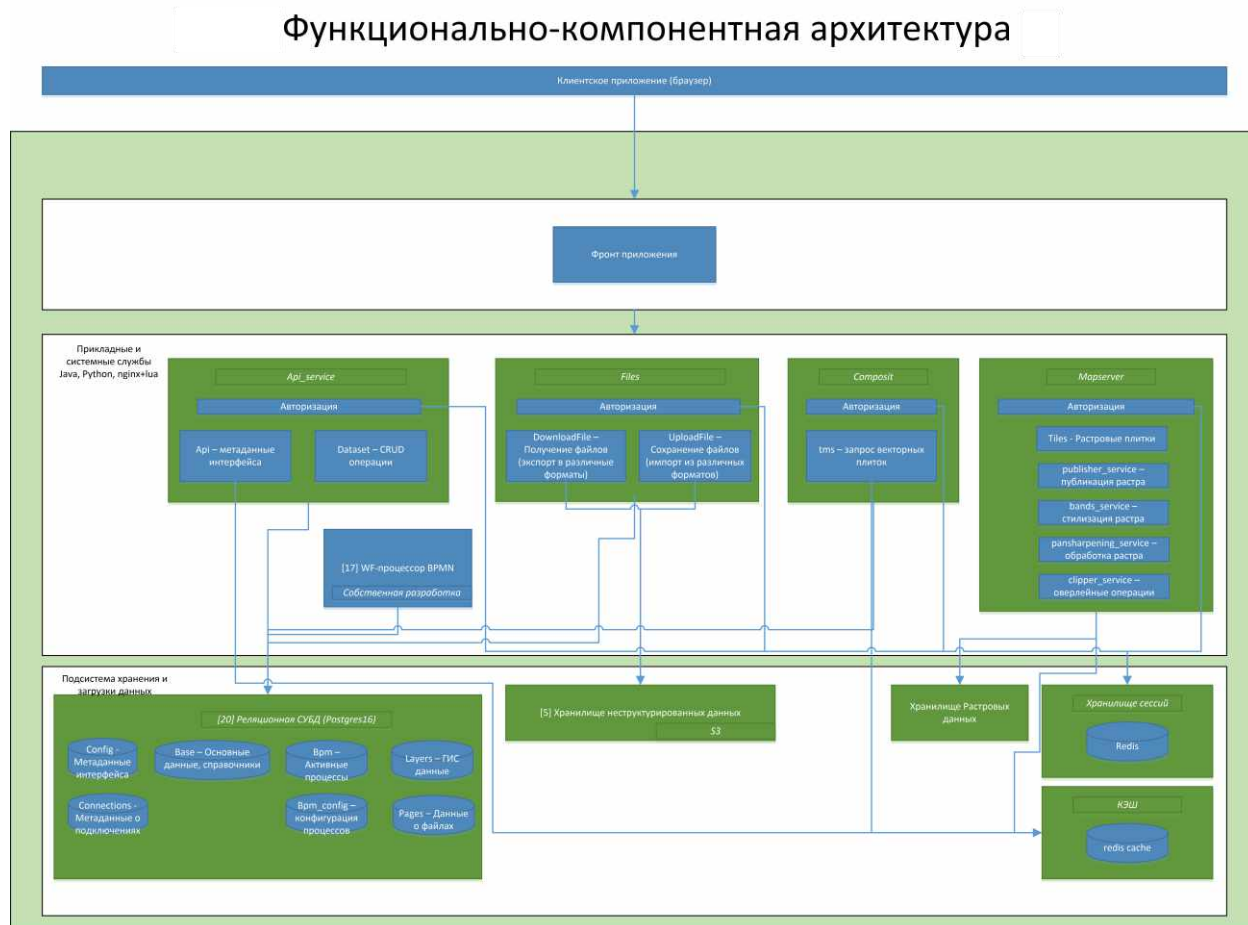 Функционально-компонентная архитектура
Клиентское приложение (браузер)
Фронт приложения
Прикладные и
системные службы
Java, Python, nginx+lua
Api_service
Авторизация
Api – метаданные
интерфейса
Dataset – CRUD
операции
Files
Авторизация
DownloadFile –
Получение файлов
(экспорт в различные
форматы)
UploadFile –
Сохранение файлов
(импорт из различных
форматов)
Composit
Авторизация
tms – запрос векторных
плиток
Mapserver
Авторизация
Tiles - Растровые плитки
publisher_service –
публикация растра
bands_service –
стилизация растра
pansharpening_service –
обработка растра
clipper_service –
оверлейные операции
[17] WF-процессор BPMN
Собственная разработка
Подсистема хранения и
загрузки данных
[20] Реляционная СУБД (Postgres16)
Config -
Метаданные
интерфейса
Base – Основные
данные, справочники
Bpm –
Активные
процессы
Layers – ГИС
данные
Connections -
Метаданные о
подключениях
Bpm_config –
конфигурация
процессов
Pages – Данные
о файлах
[5] Хранилище неструктурированных данных
S3
Хранилище Растровых
данных
Хранилище сессий
Redis
КЭШ
redis cache